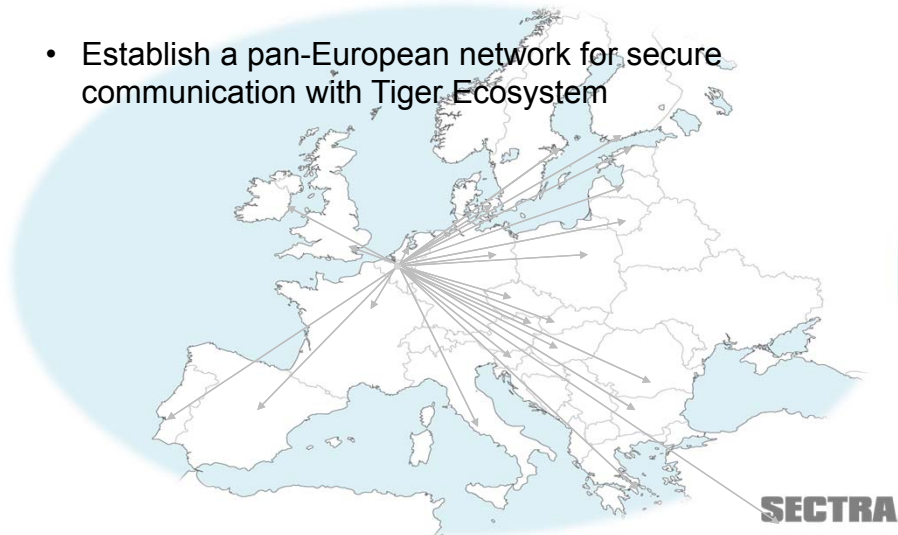 • Establish a pan-European network for secure
communication with Tiger Ecosystem
SECTRA